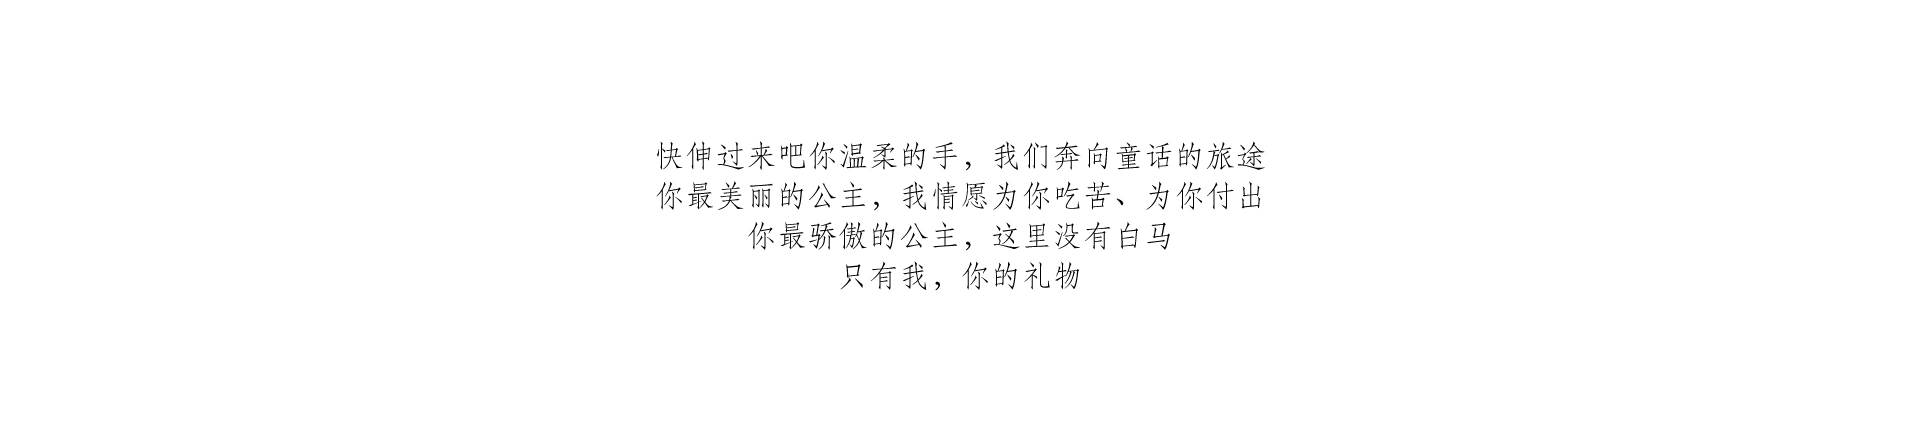 快伸过来吧你温柔的手，我们奔向童话的旅途
你最美丽的公主，我情愿为你吃苦、为你付出
你最骄傲的公主，这里没有白马
只有我，你的礼物